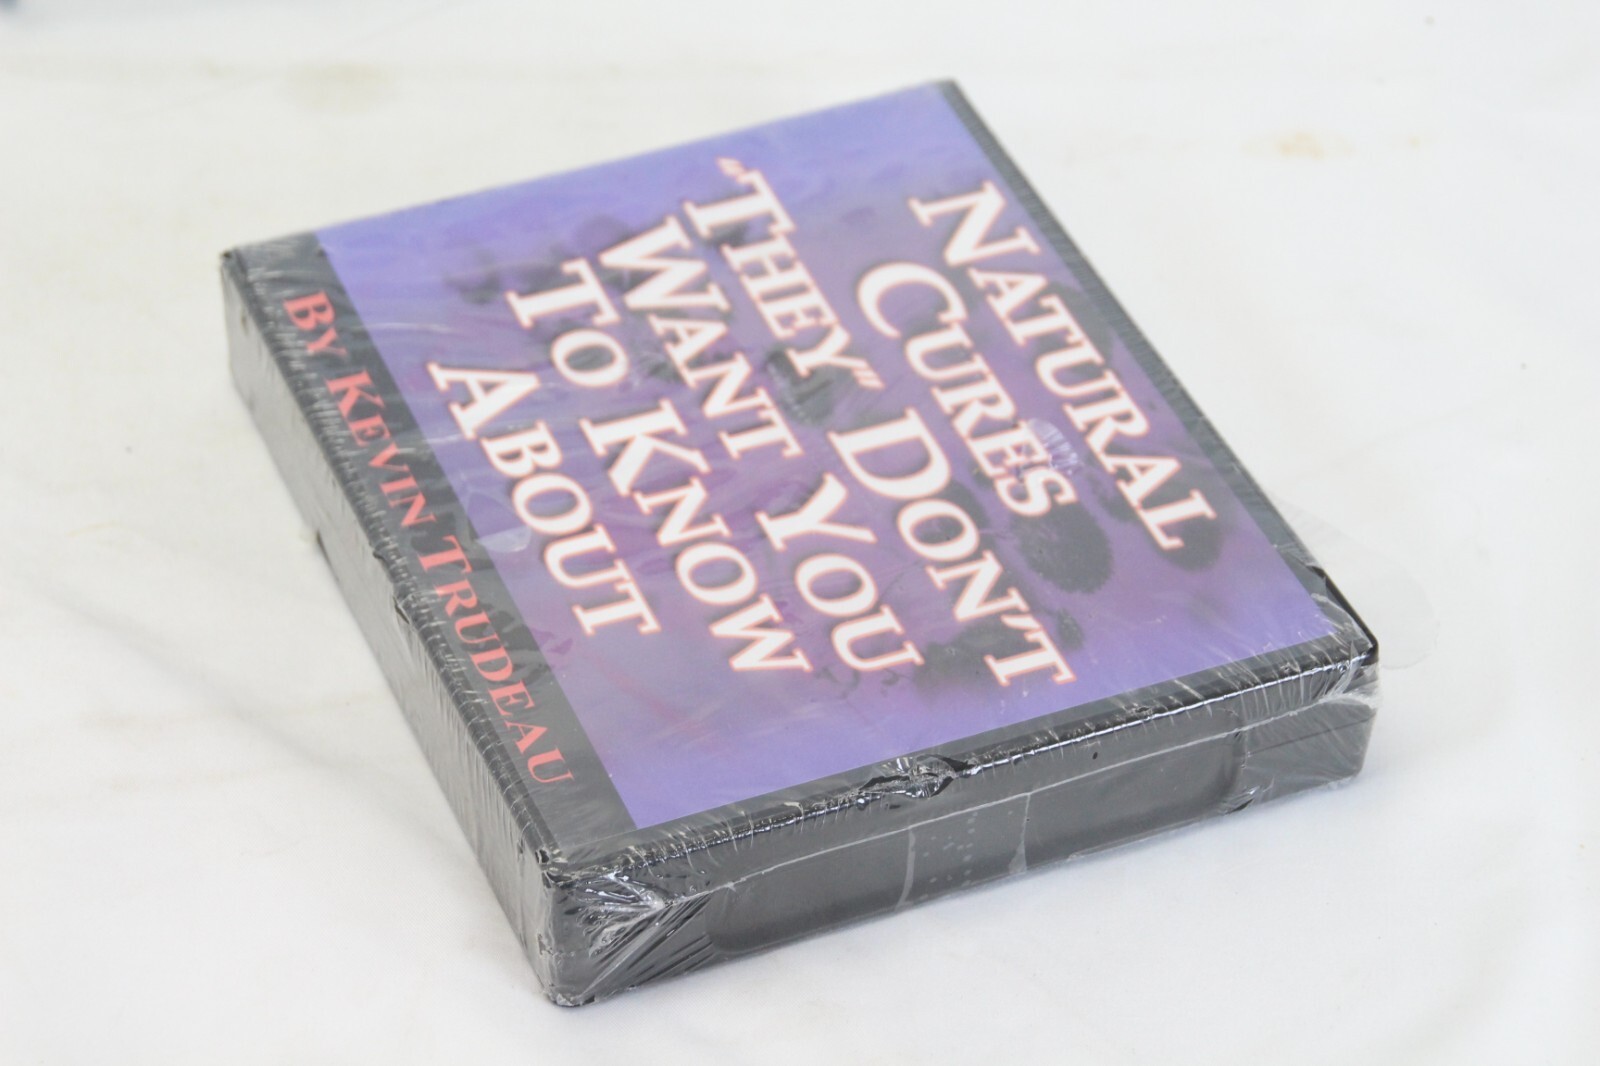 NATURAL
CURES
"THEY" DON'T
WANT YOU
TO KNOW
ABOUT
BY KEVIN TRUDEAU